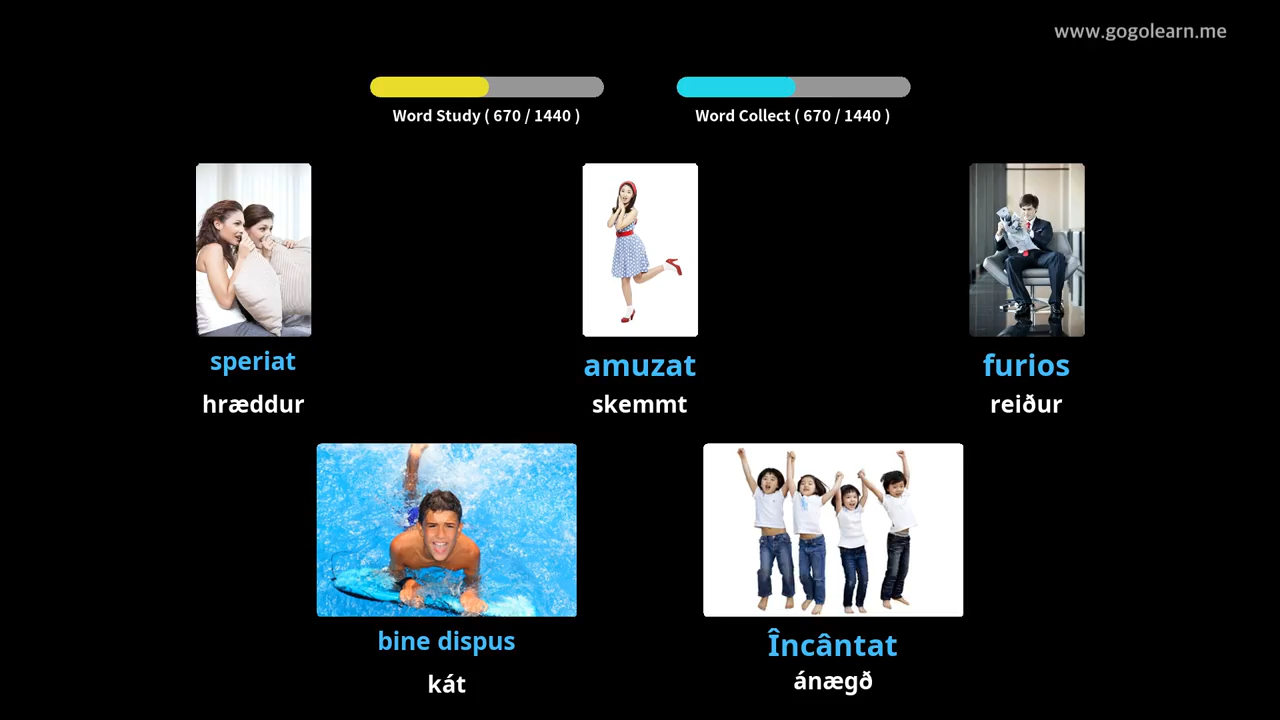 www.gogolearn.me
Word Study ( 670 / 1440 )
Word Collect ( 670 / 1440 )
speriat
amuzat
furios
hræddur
skemmt
reiður
bine dispus
Încântat
kát
ánægð